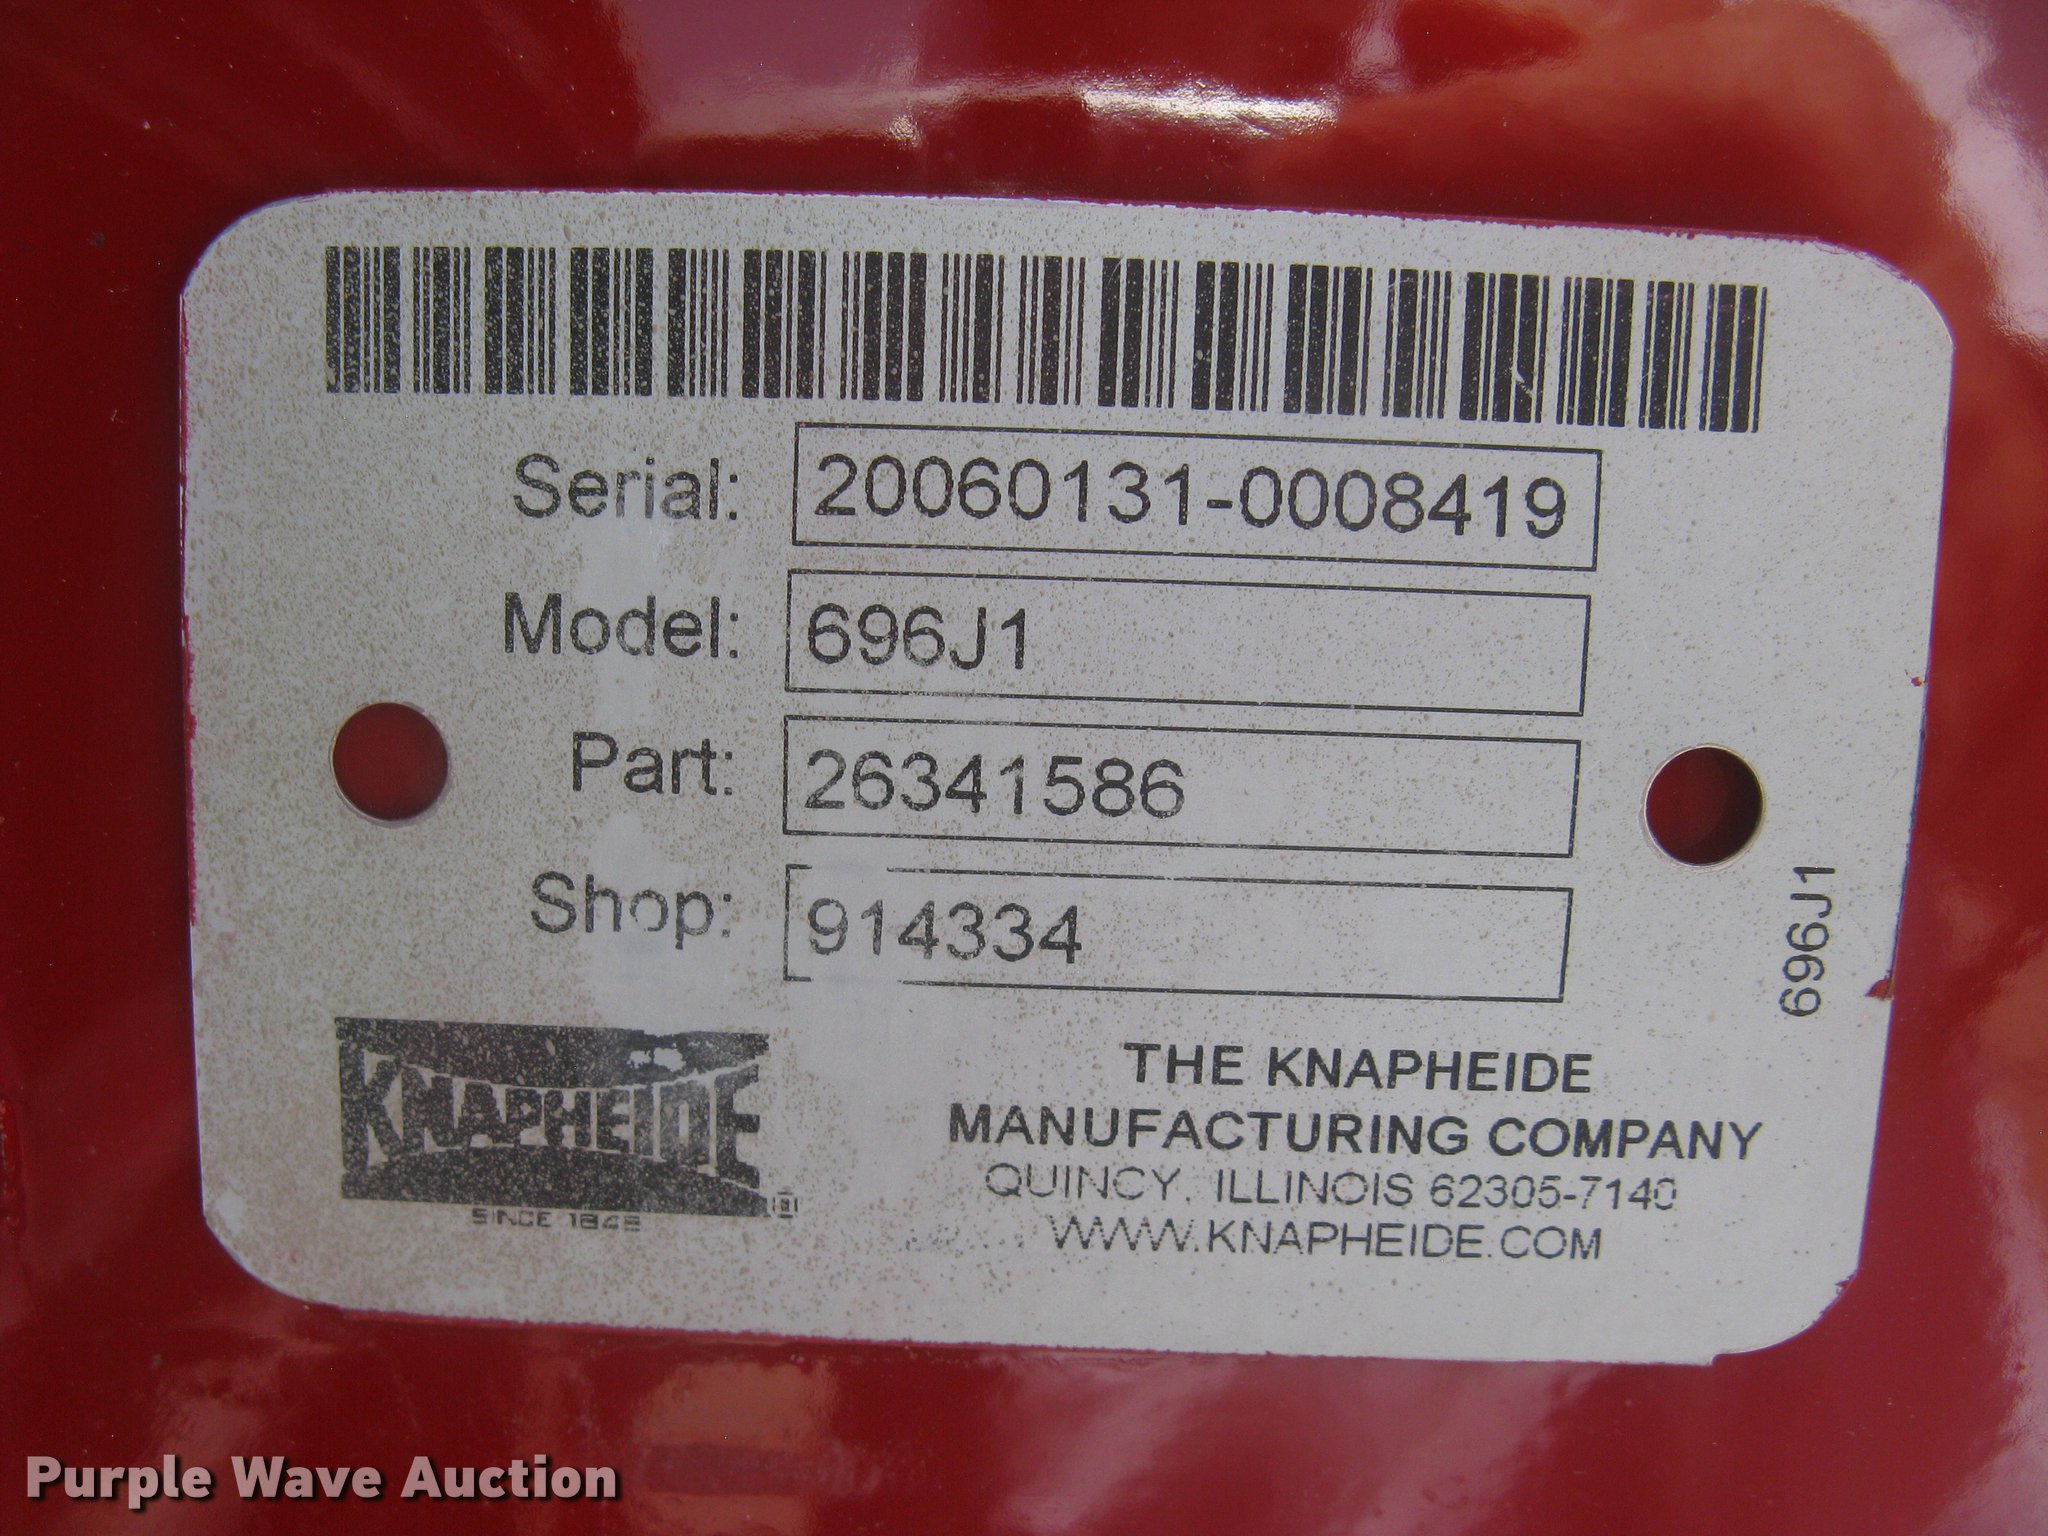 Serial: 20060131-0008419
Model: 696J1
Part: 26341586
Shop: 914334
696J1
KNAPHEIDE
SINCE 1848
THE KNAPHEIDE
MANUFACTURING COMPANY
QUINCY, ILLINOIS 62305-7140
WWW.KNAPHEIDE.COM
Purple Wave Auction